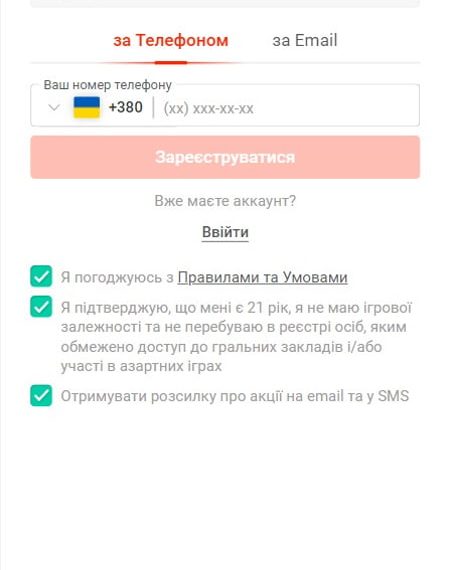 за Телефоном за Email
Ваш номер телефону
+380 (xx) xxx-xx-xx
Зареєструватися
Вже маєте аккаунт?
Ввійти
Я погоджуюсь з Правилами та Умовами
Я підтверджую, що мені є 21 рік, я не маю ігрової
залежності та не перебуваю в реєстрі осіб, яким
обмежено доступ до гральних закладів і/або
участі в азартних іграх
Отримувати розсилку про акції на email та у SMS